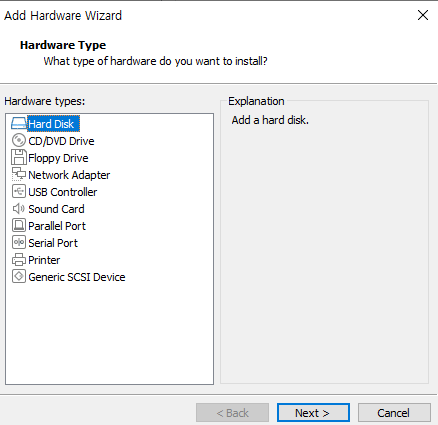 Add Hardware Wizard
Hardware Type
What type of hardware do you want to install?
Hardware types:
Hard Disk
CD/DVD Drive
Floppy Drive
Network Adapter
USB Controller
Sound Card
Parallel Port
Serial Port
Printer
Generic SCSI Device
Explanation
Add a hard disk.
< Back
Next >
Cancel